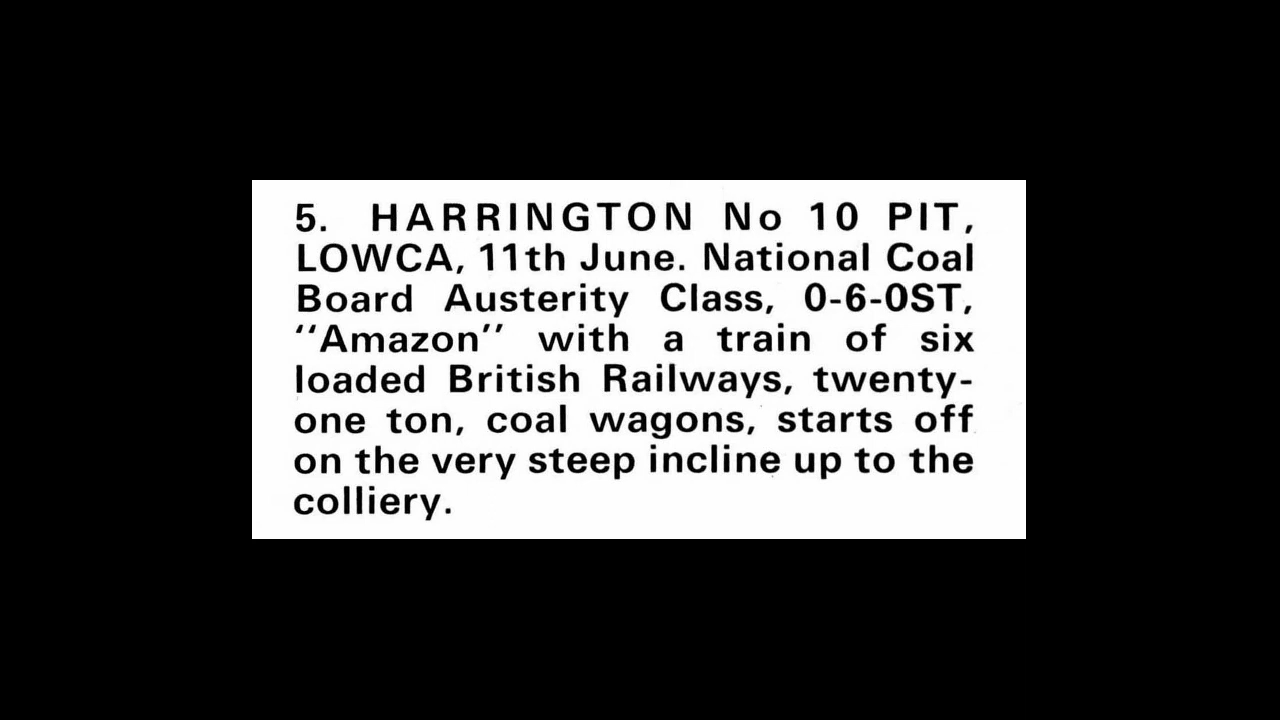 5. HARRINGTON No 10 PIT,
LOWCA, 11th June. National Coal
Board Austerity Class, 0-6-0ST,
"Amazon" with a train of six
loaded British Railways, twenty-
one ton, coal wagons, starts off
on the very steep incline up to the
colliery.